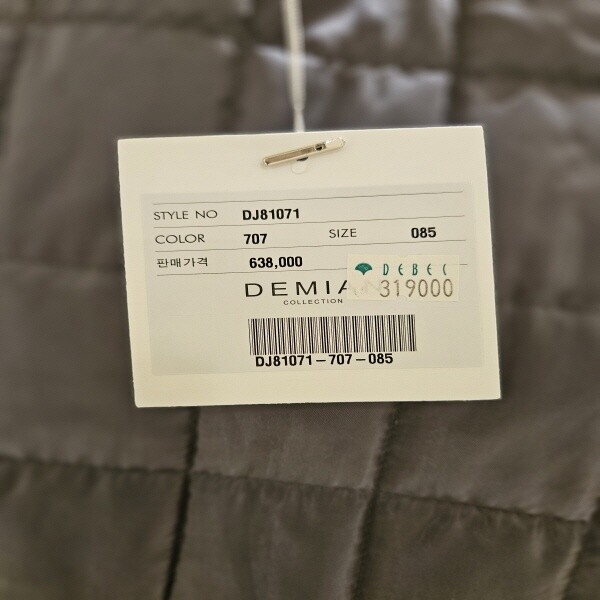 STYLE NO DJ81071
COLOR 707 SIZE 085
판매가격 638,000
DEBEC
319000
COLLECTION
DJ81071-707-085